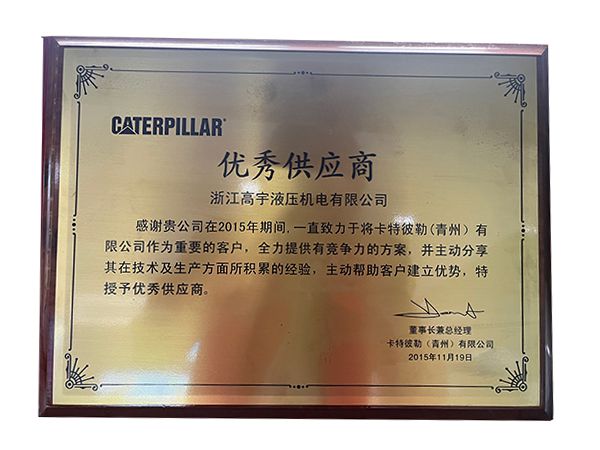 CATERPILLAR
优秀供应商
浙江高宇液压机电有限公司
感谢贵公司在2015年期间,一直致力于将卡特彼勒(青州)有
限公司作为重要的客户，全力提供有竞争力的方案，并主动分享
其在技术及生产方面所积累的经验，主动帮助客户建立优势，特
授予优秀供应商。
董事长兼总经理
卡特彼勒（青州）有限公司
2015年11月19日